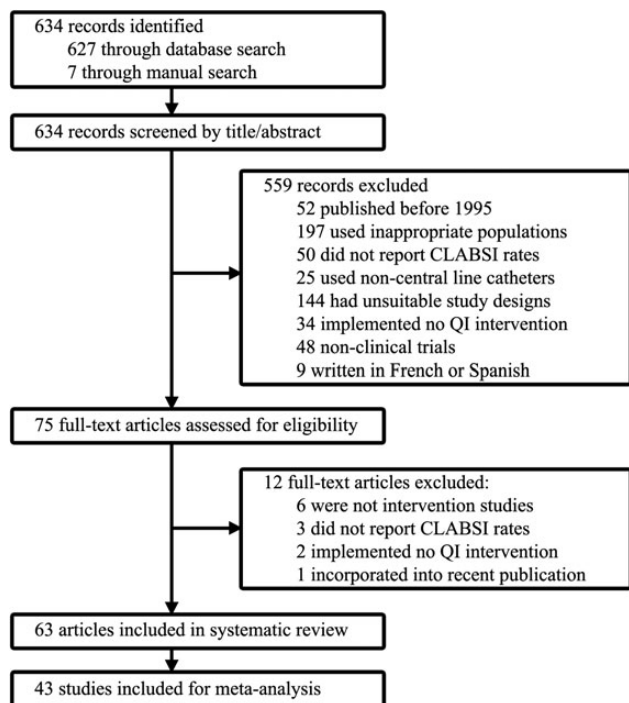 634 records identified
627 through database search
7 through manual search
634 records screened by title/abstract
559 records excluded
52 published before 1995
197 used inappropriate populations
50 did not report CLABSI rates
25 used non-central line catheters
144 had unsuitable study designs
34 implemented no QI intervention
48 non-clinical trials
9 written in French or Spanish
75 full-text articles assessed for eligibility
12 full-text articles excluded:
6 were not intervention studies
3 did not report CLABSI rates
2 implemented no QI intervention
1 incorporated into recent publication
63 articles included in systematic review
43 studies included for meta-analysis